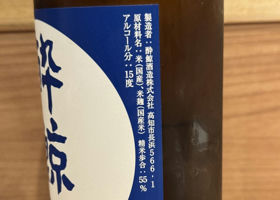 酔鯨
製造者：酔鯨酒造株式会社 高知市長浜566-1
原材料名：米(国産)、米麹(国産米) 精米歩合：55%
アルコール分：15度